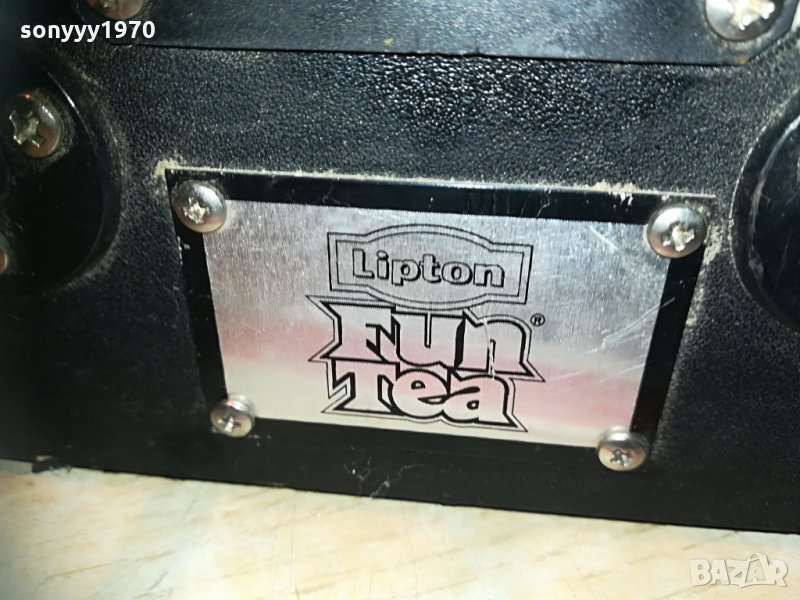 sonyyy1970
Lipton
Fun®
Tea
BAZAR